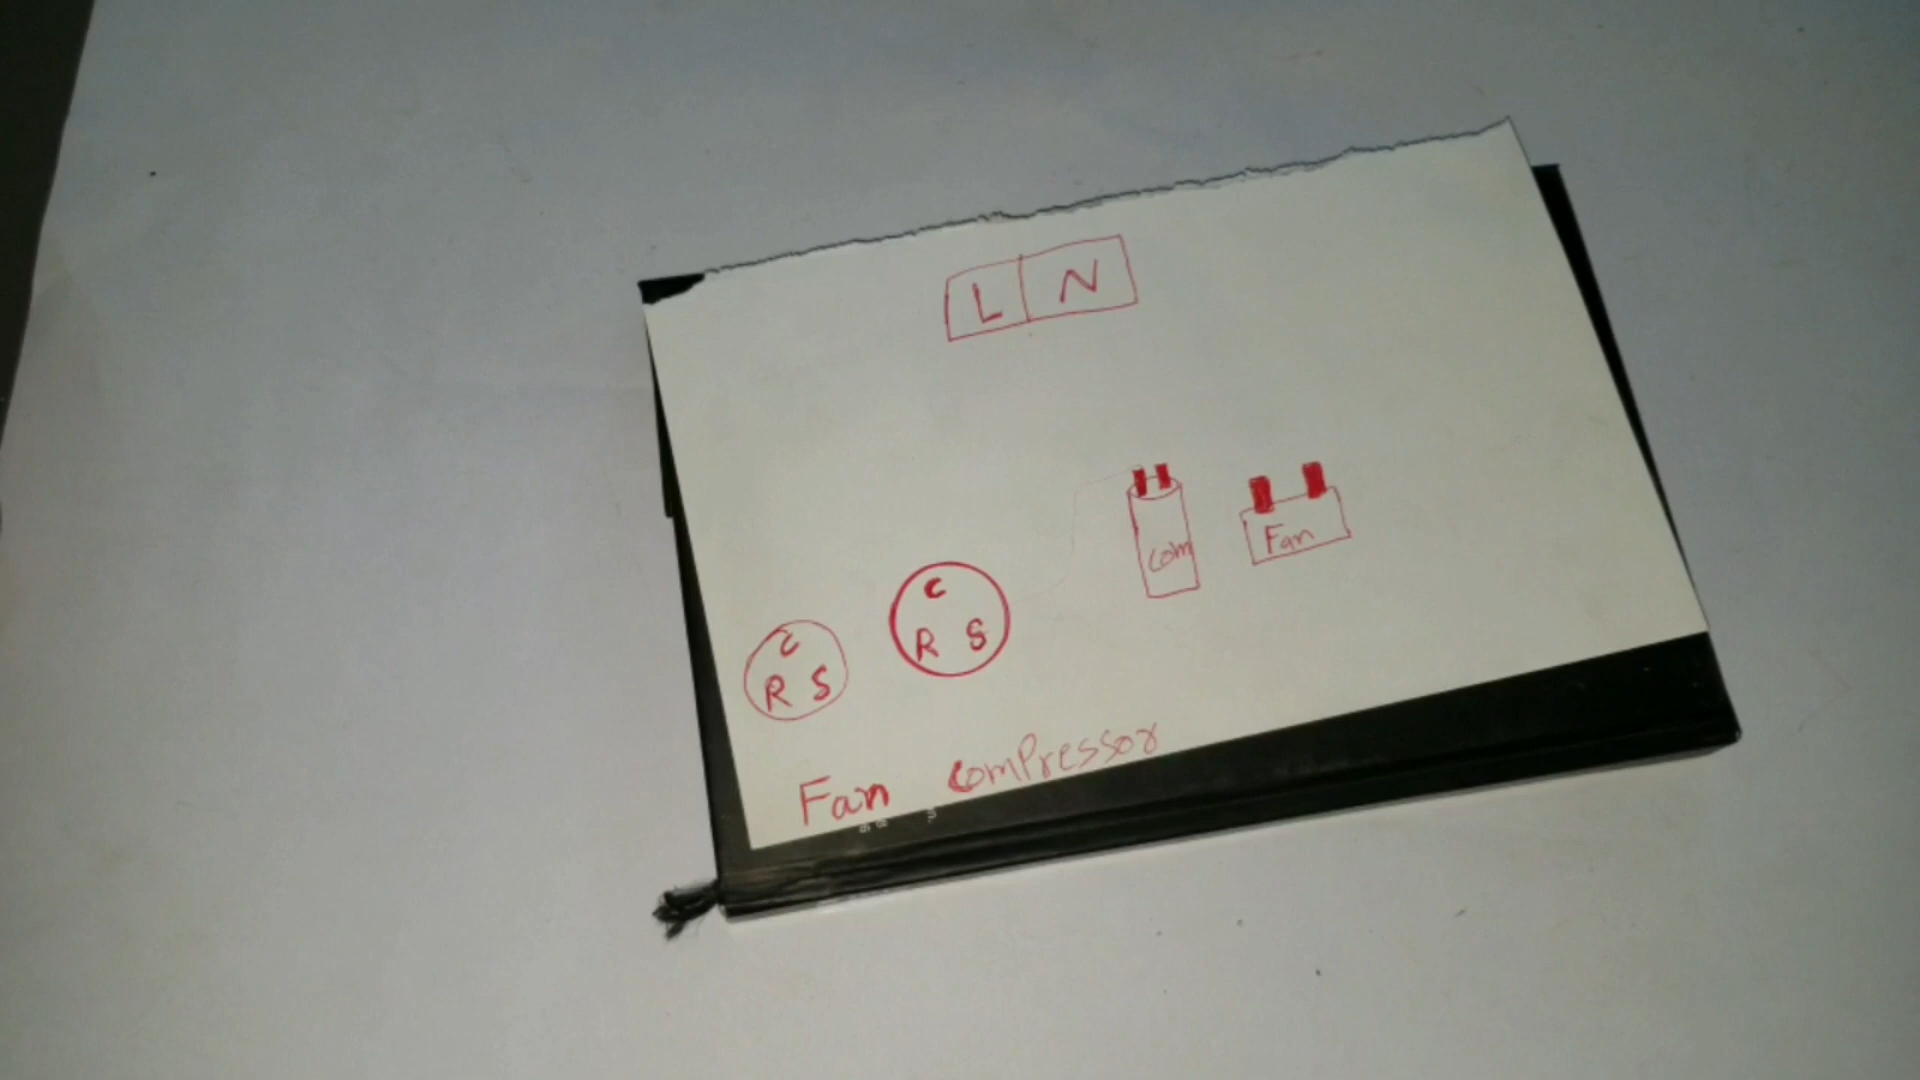 L N
com Fan
C
R S
C
R S
Fan compressor